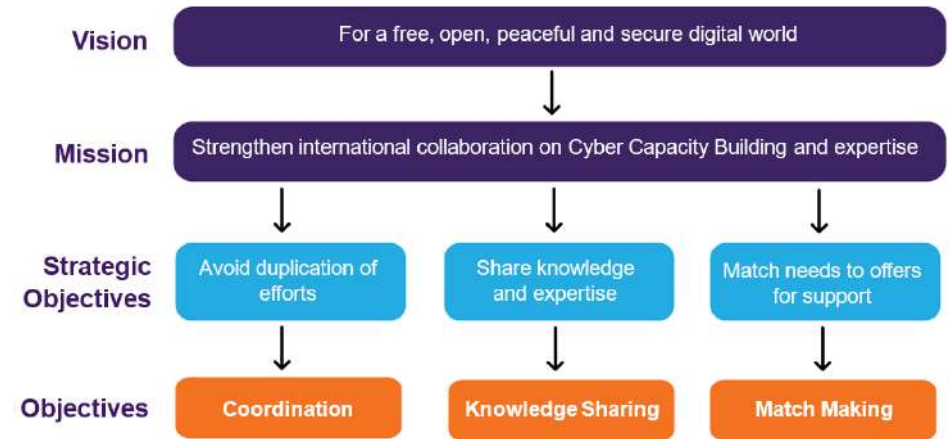 Vision
For a free, open, peaceful and secure digital world
Mission
Strengthen international collaboration on Cyber Capacity Building and expertise
Strategic
Objectives
Avoid duplication of
efforts
Share knowledge
and expertise
Match needs to offers
for support
Objectives
Coordination
Knowledge Sharing
Match Making